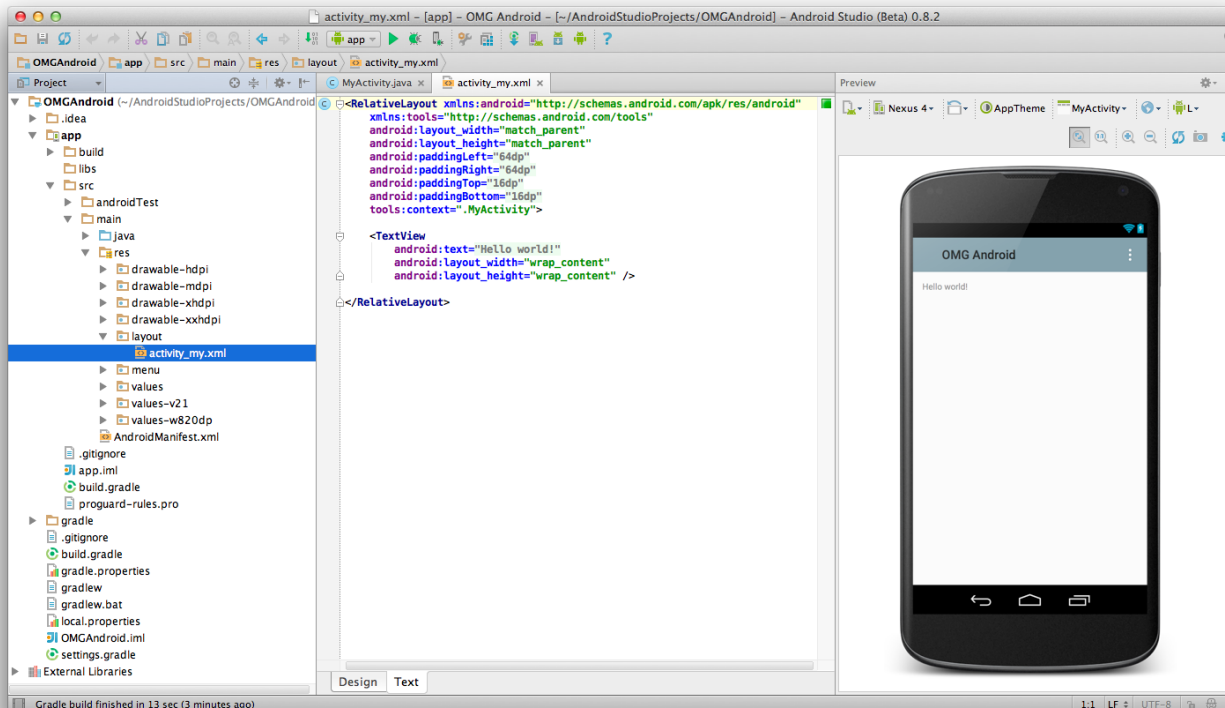 activity_my.xml - [app] - OMG Android - [~/AndroidStudioProjects/OMGAndroid] - Android Studio (Beta) 0.8.2
app
OMGAndroid app src main res layout activity_my.xml
Project
OMGAndroid (~/AndroidStudioProjects/OMGAndroid
.idea
app
build
libs
src
androidTest
main
java
res
drawable-hdpi
drawable-mdpi
drawable-xhdpi
drawable-xxhdpi
layout
activity_my.xml
menu
values
values-v21
values-w820dp
AndroidManifest.xml
.gitignore
app.iml
build.gradle
proguard-rules.pro
gradle
.gitignore
build.gradle
gradle.properties
gradlew
gradlew.bat
local.properties
OMGAndroid.iml
settings.gradle
External Libraries
MyActivity.java activity_my.xml
<RelativeLayout xmlns:android="http://schemas.android.com/apk/res/android"
xmlns:tools="http://schemas.android.com/tools"
android:layout_width="match_parent"
android:layout_height="match_parent"
android:paddingLeft="64dp"
android:paddingRight="64dp"
android:paddingTop="16dp"
android:paddingBottom="16dp"
tools:context=".MyActivity">
<TextView
android:text="Hello world!"
android:layout_width="wrap_content"
android:layout_height="wrap_content" />
</RelativeLayout>
Design Text
Preview
Nexus 4 AppTheme MyActivity L
1:1
OMG Android
Hello world!
Gradle build finished in 13 sec (3 minutes ago)
1:1 LF UTF-8